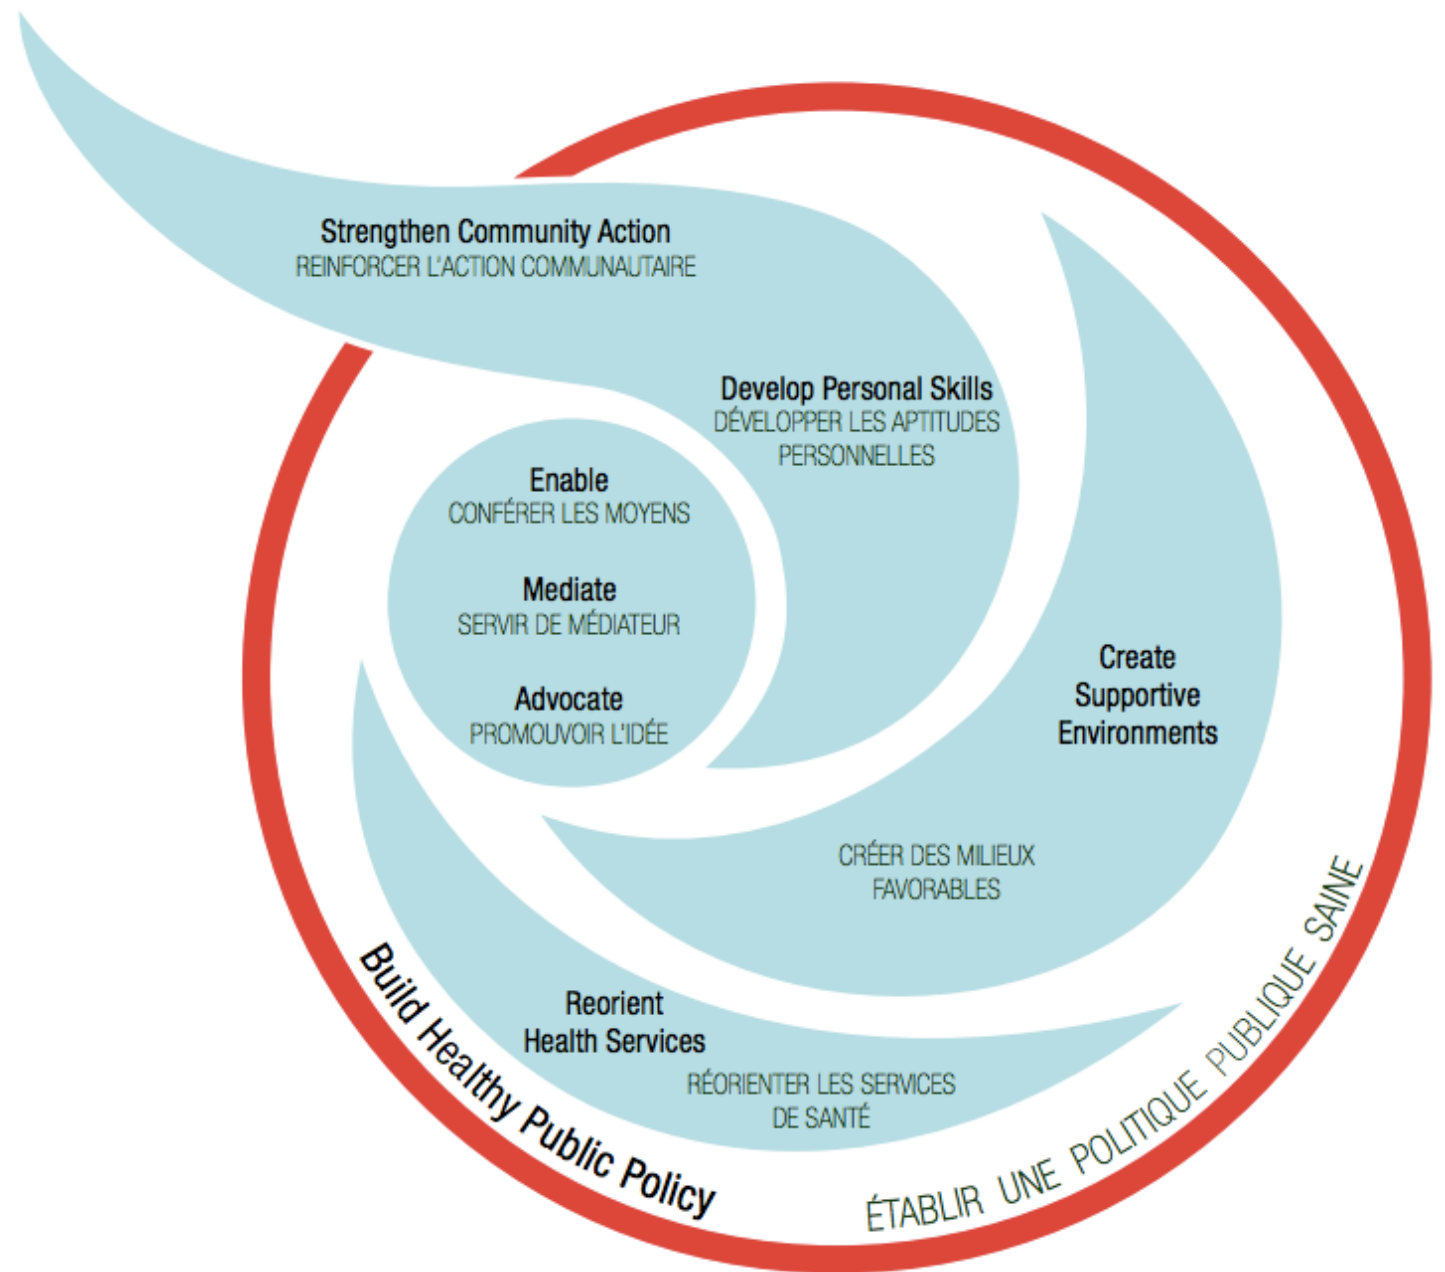 Strengthen Community Action
REINFORCER L'ACTION COMMUNAUTAIRE
Develop Personal Skills
DÉVELOPPER LES APTITUDES
PERSONNELLES
Enable
CONFÉRER LES MOYENS
Mediate
SERVIR DE MÉDIATEUR
Advocate
PROMOUVOIR L'IDÉE
Create
Supportive
Environments
CRÉER DES MILIEUX
FAVORABLES
Reorient
Health Services
RÉORIENTER LES SERVICES
DE SANTÉ
Build Healthy Public Policy
ÉTABLIR UNE POLITIQUE PUBLIQUE SAINE